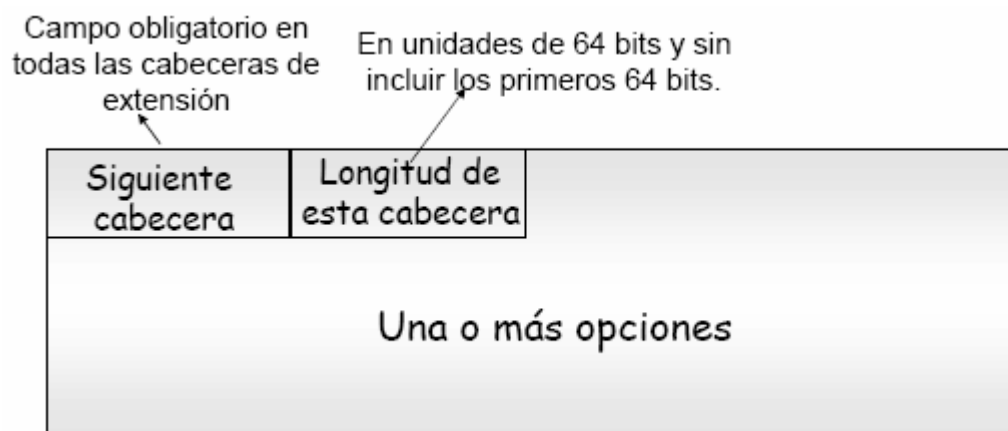 Campo obligatorio en
todas las cabeceras de
extensión
En unidades de 64 bits y sin
incluir los primeros 64 bits.
Siguiente
cabecera
Longitud de
esta cabecera
Una o más opciones